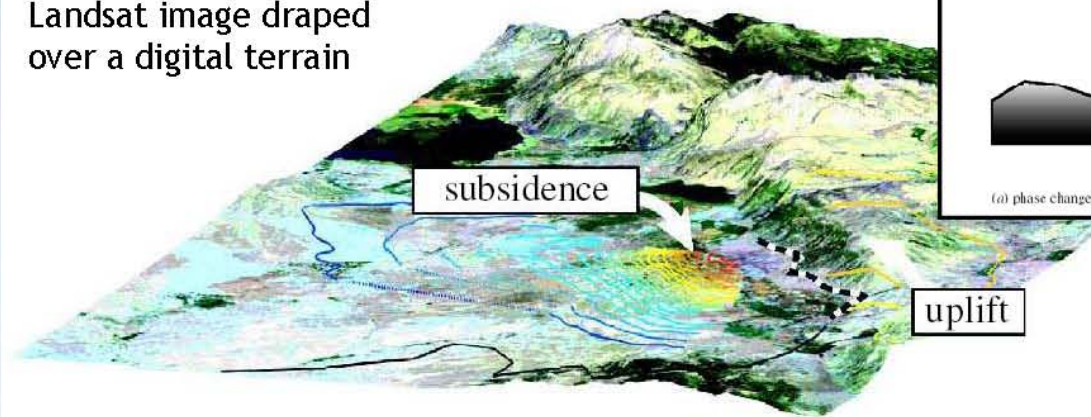 Landsat image draped
over a digital terrain
subsidence
(a) phase change
uplift